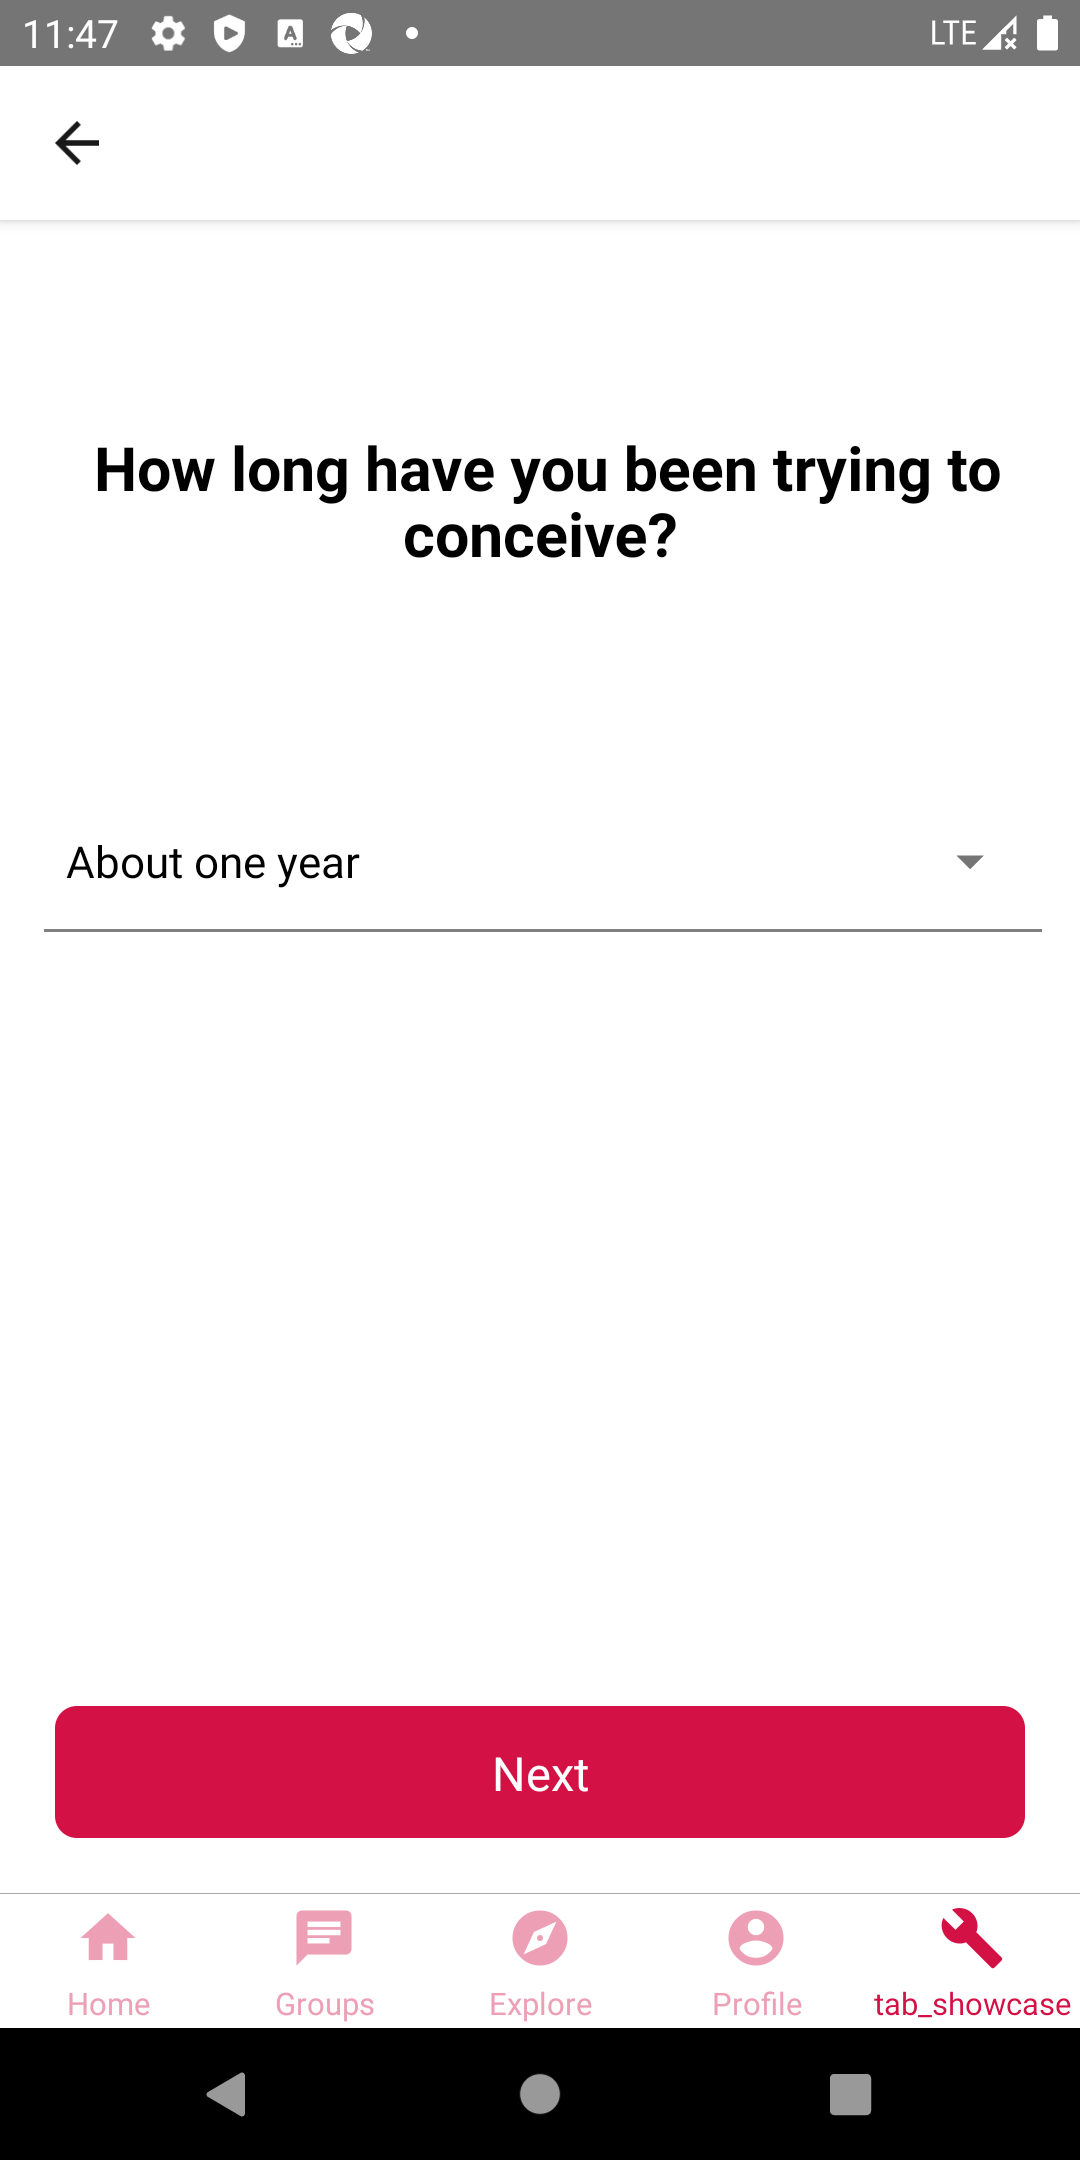 11:47
LTE
How long have you been trying to
conceive?
About one year
Next
Home
Groups
Explore
Profile
tab_showcase